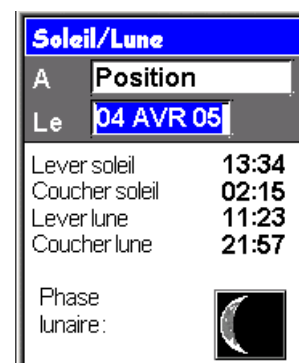 Soleil/Lune
A Position
Le 04 AVR 05
Lever soleil 13:34
Coucher soleil 02:15
Lever lune 11:23
Coucher lune 21:57
Phase
lunaire: